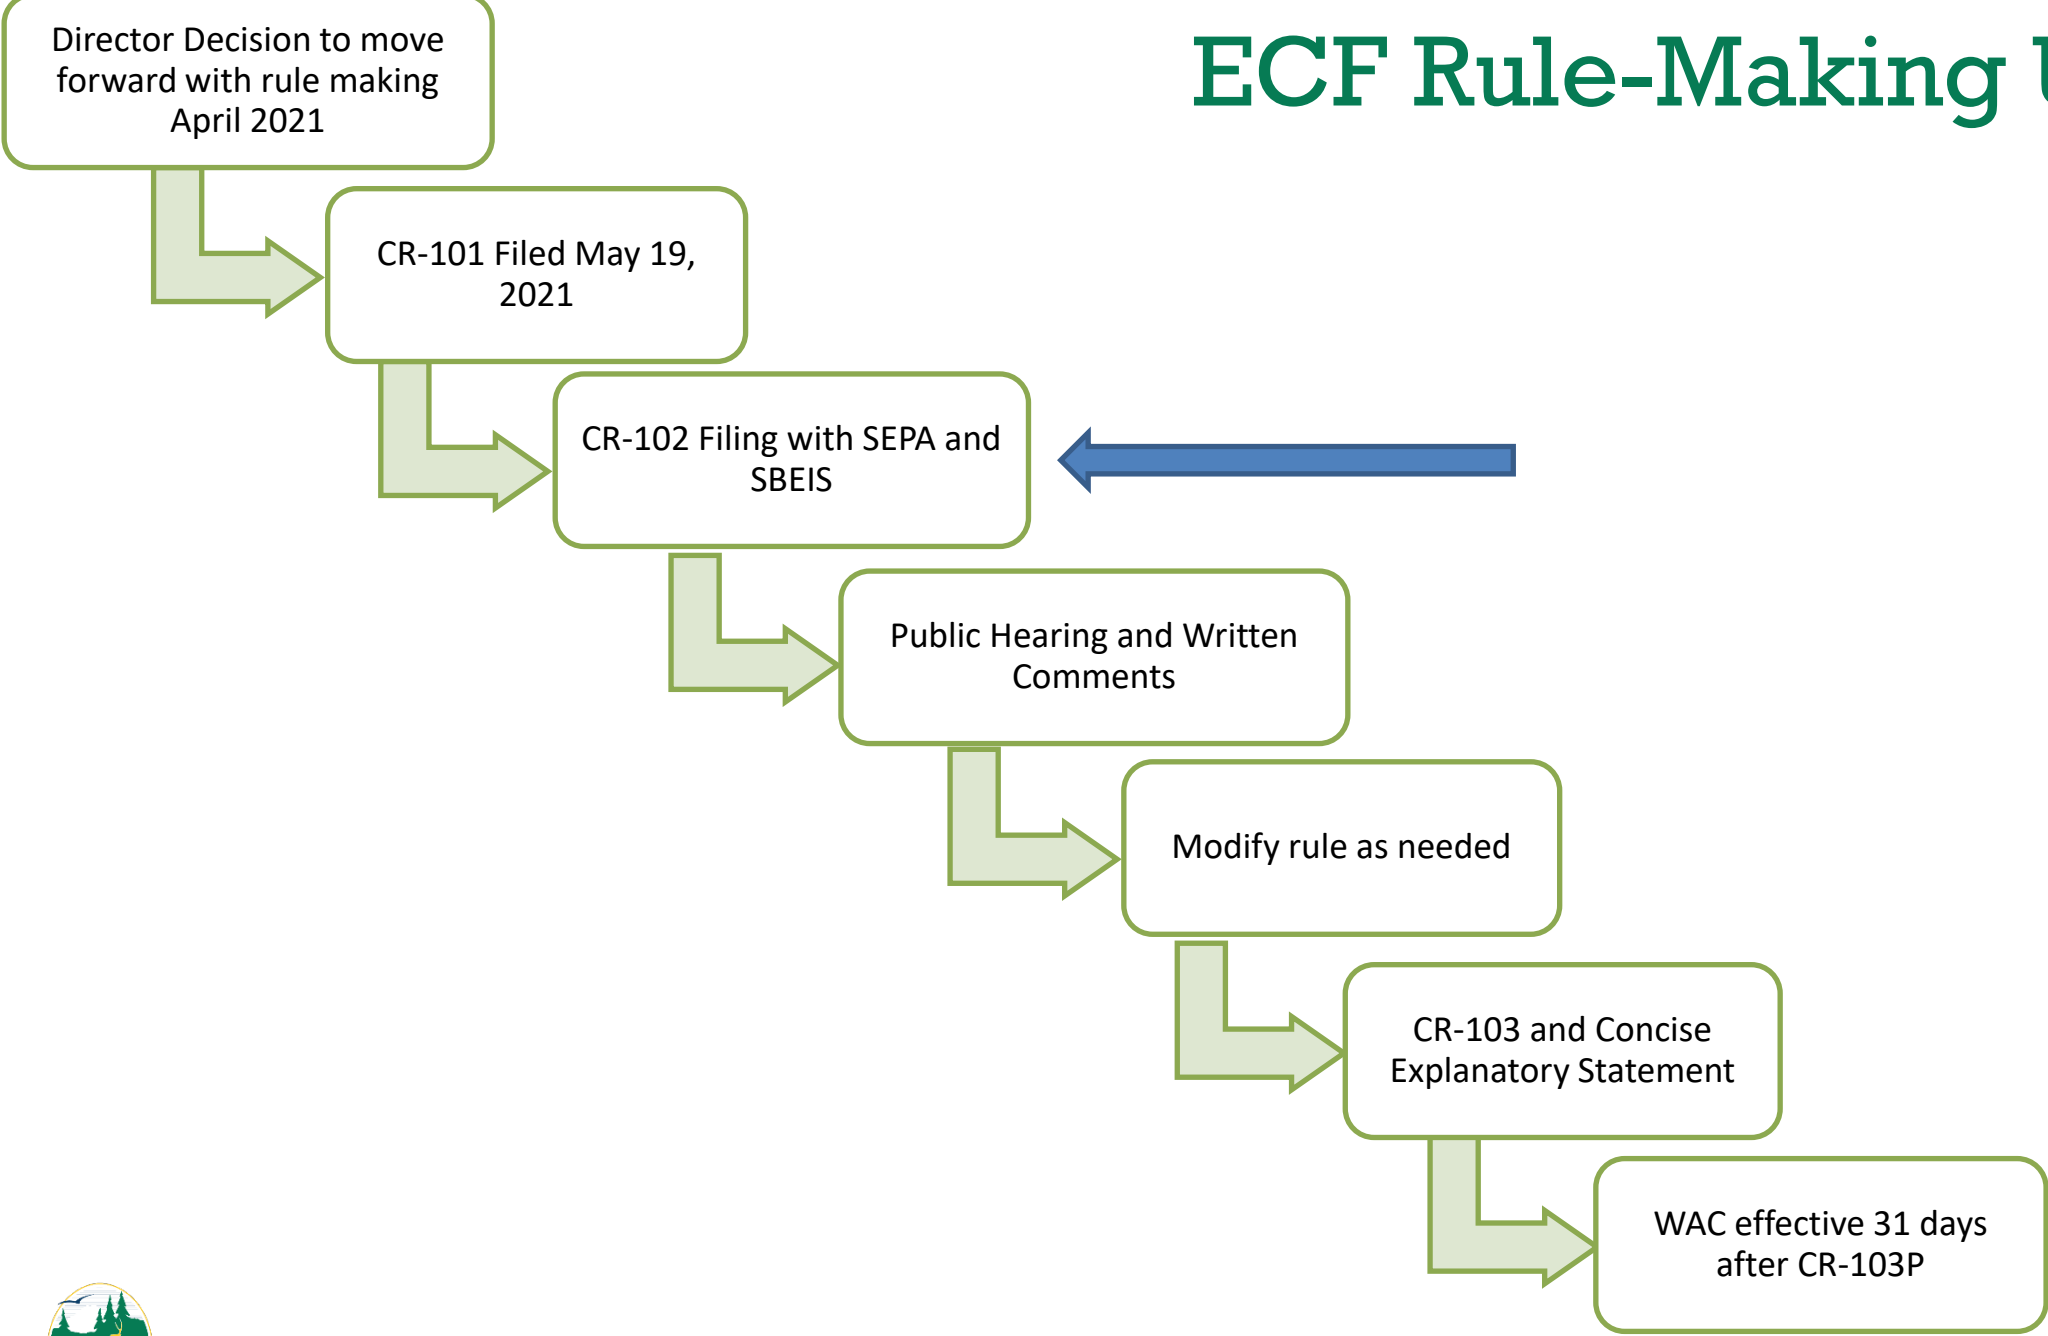 Director Decision to move
forward with rule making
April 2021
ECF Rule-Making
CR-101 Filed May 19,
2021
CR-102 Filing with SEPA and
SBEIS
Public Hearing and Written
Comments
Modify rule as needed
CR-103 and Concise
Explanatory Statement
WAC effective 31 days
after CR-103P